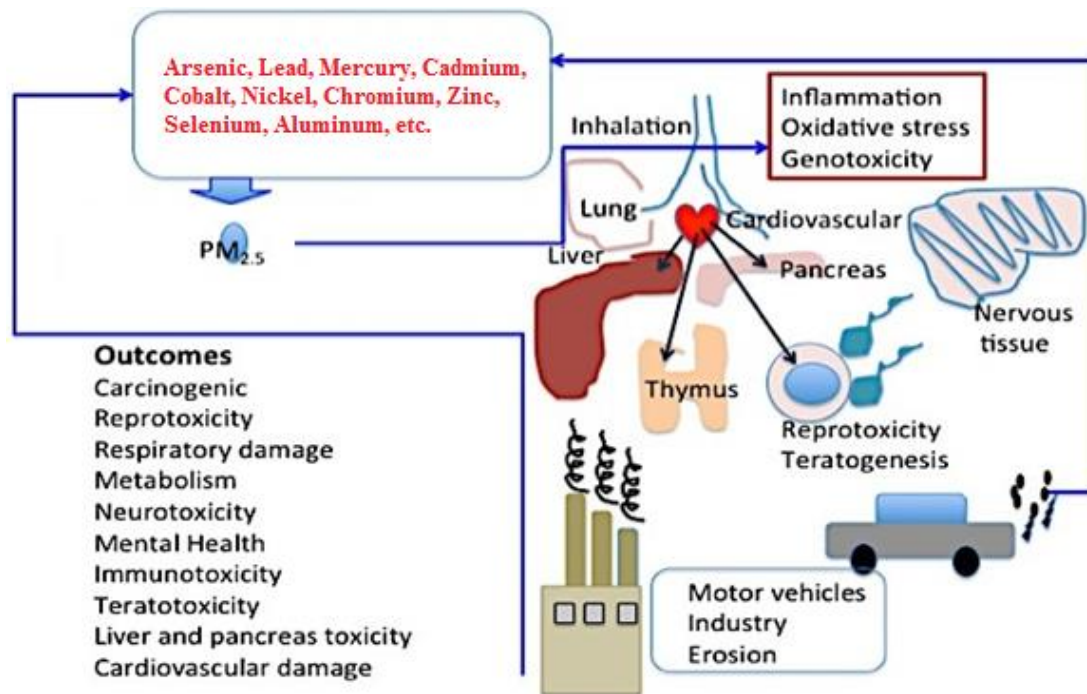 Arsenic, Lead, Mercury, Cadmium,
Cobalt, Nickel, Chromium, Zinc,
Selenium, Aluminum, etc.
PM2.5
Inhalation
Inflammation
Oxidative stress
Genotoxicity
Lung
Cardiovascular
Liver
Pancreas
Nervous
tissue
Thymus
Reprotoxicity
Teratogenesis
Outcomes
Carcinogenic
Reprotoxicity
Respiratory damage
Metabolism
Neurotoxicity
Mental Health
Immunotoxicity
Teratotoxicity
Liver and pancreas toxicity
Cardiovascular damage
Motor vehicles
Industry
Erosion